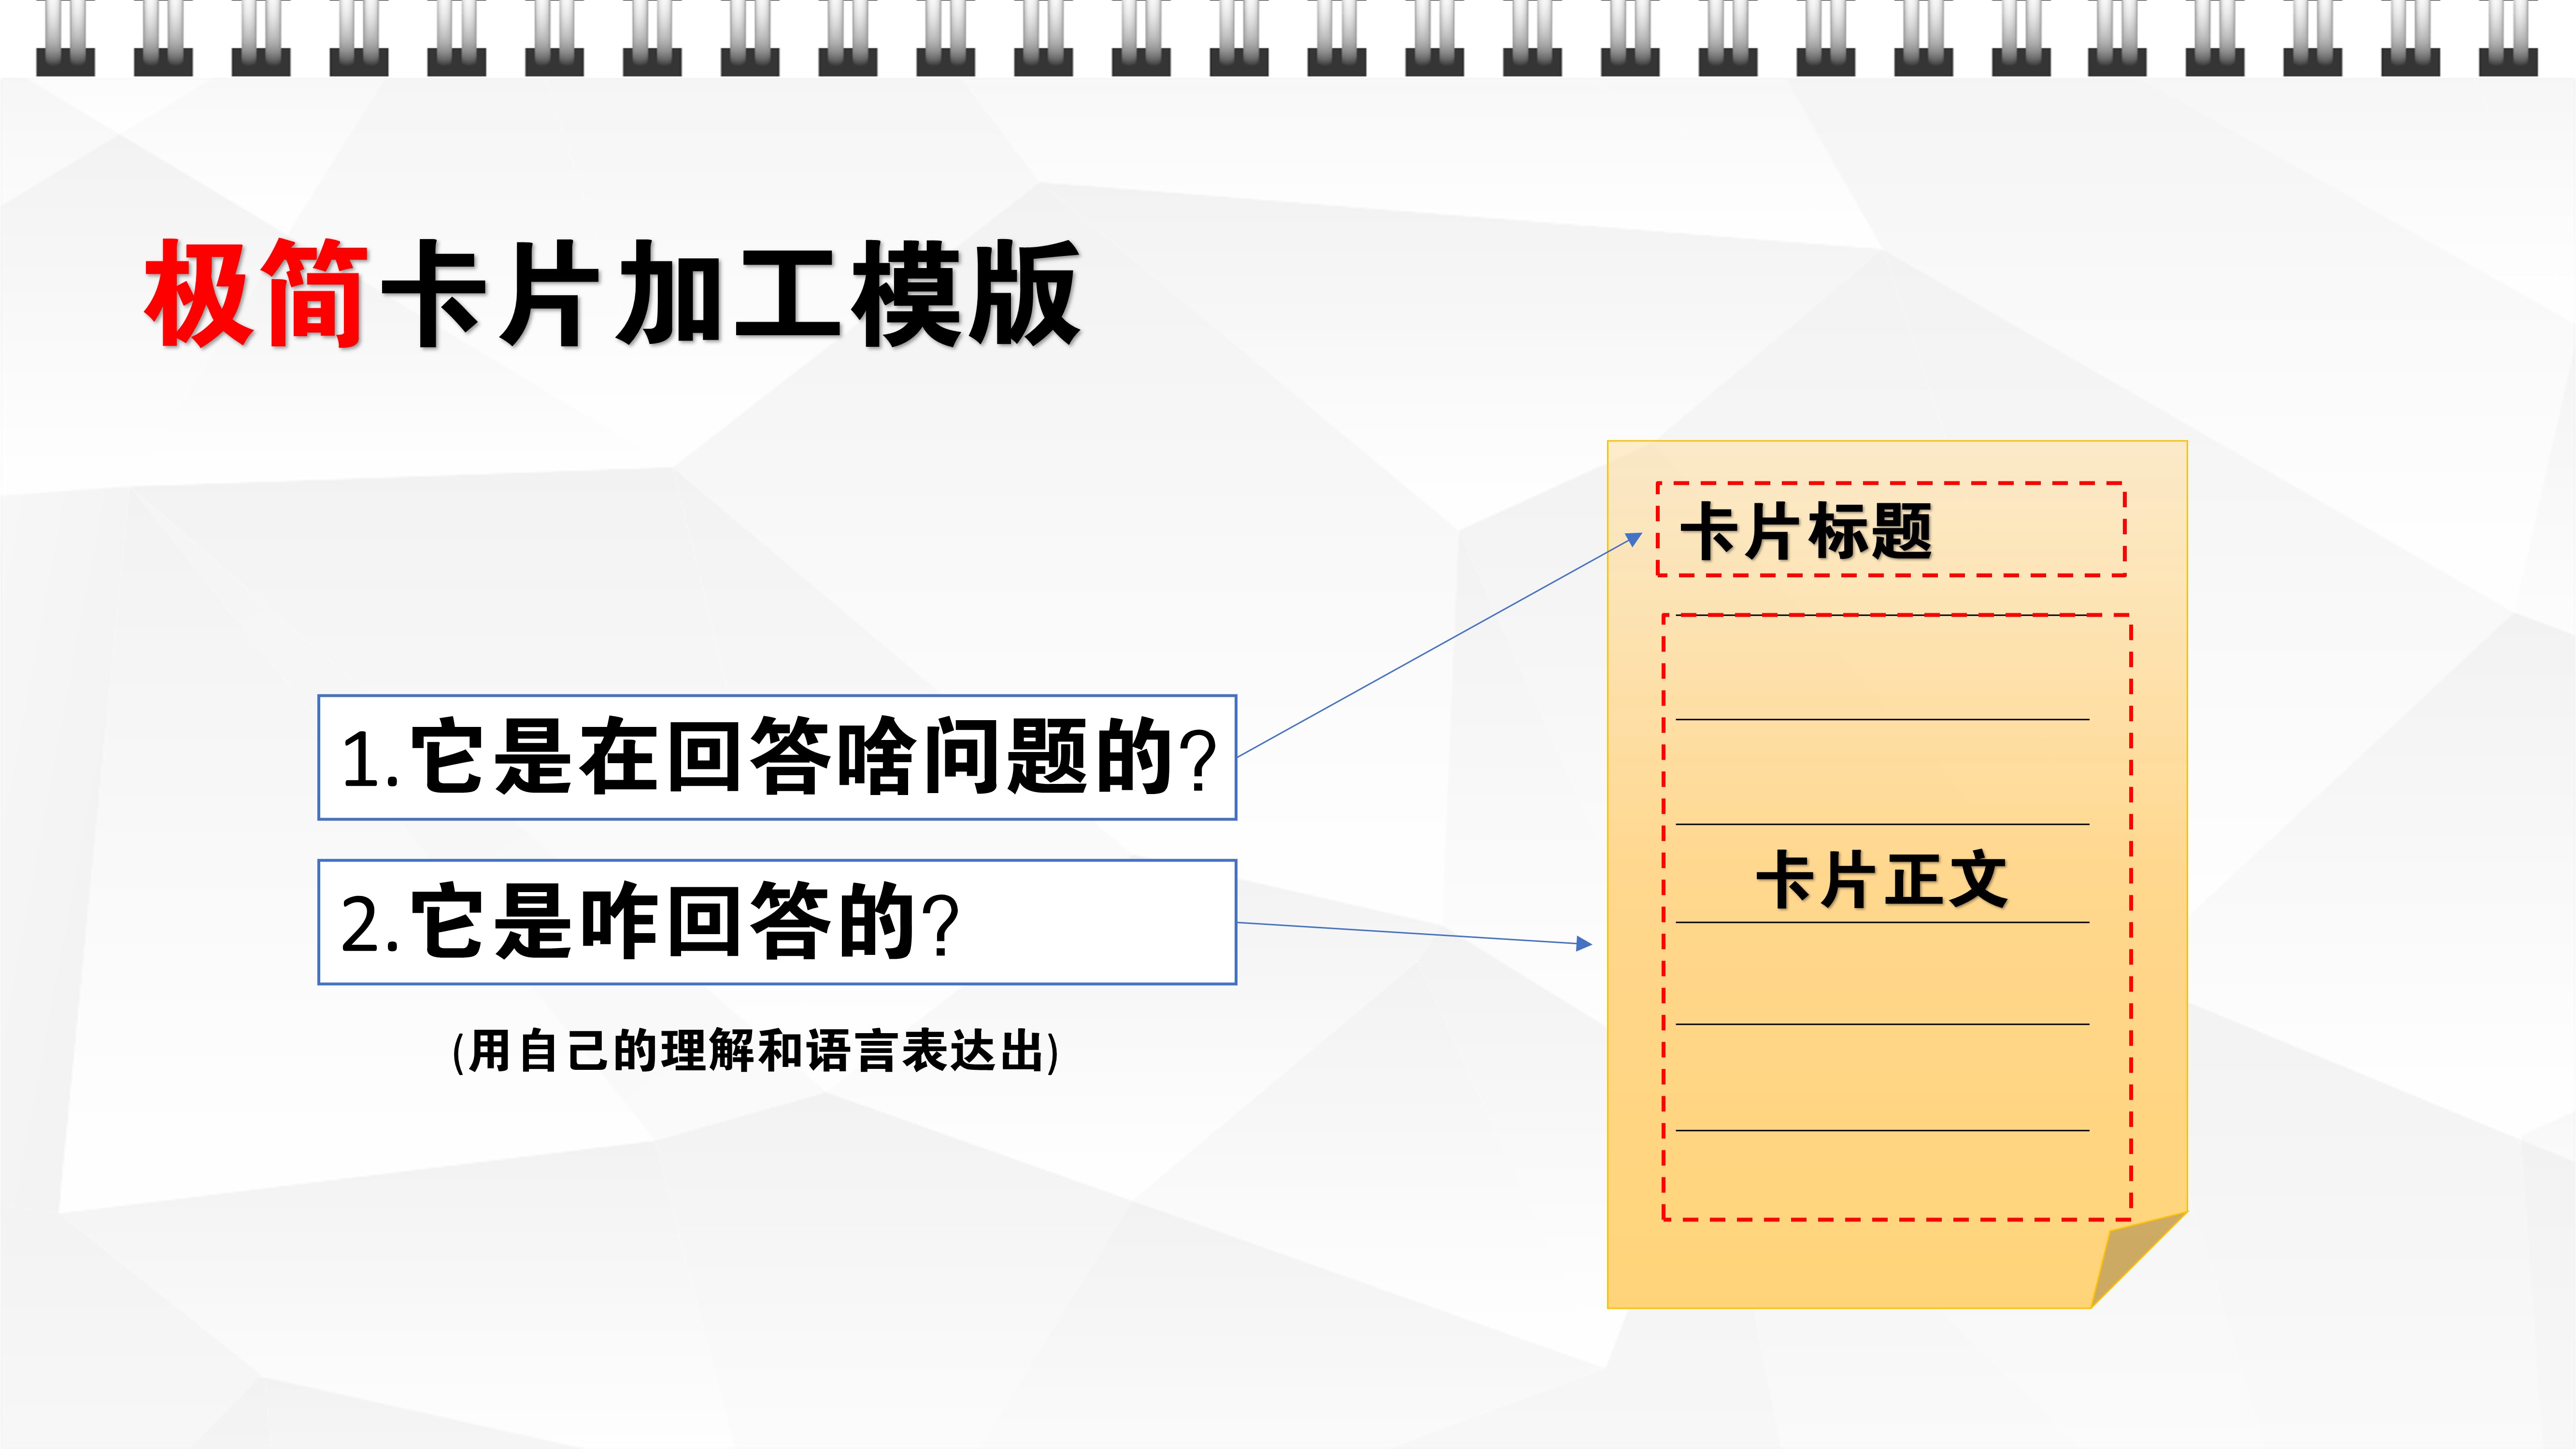 极简卡片加工模版
卡片标题
1.它是在回答啥问题的?
卡片正文
2.它是咋回答的?
(用自己的理解和语言表达出)